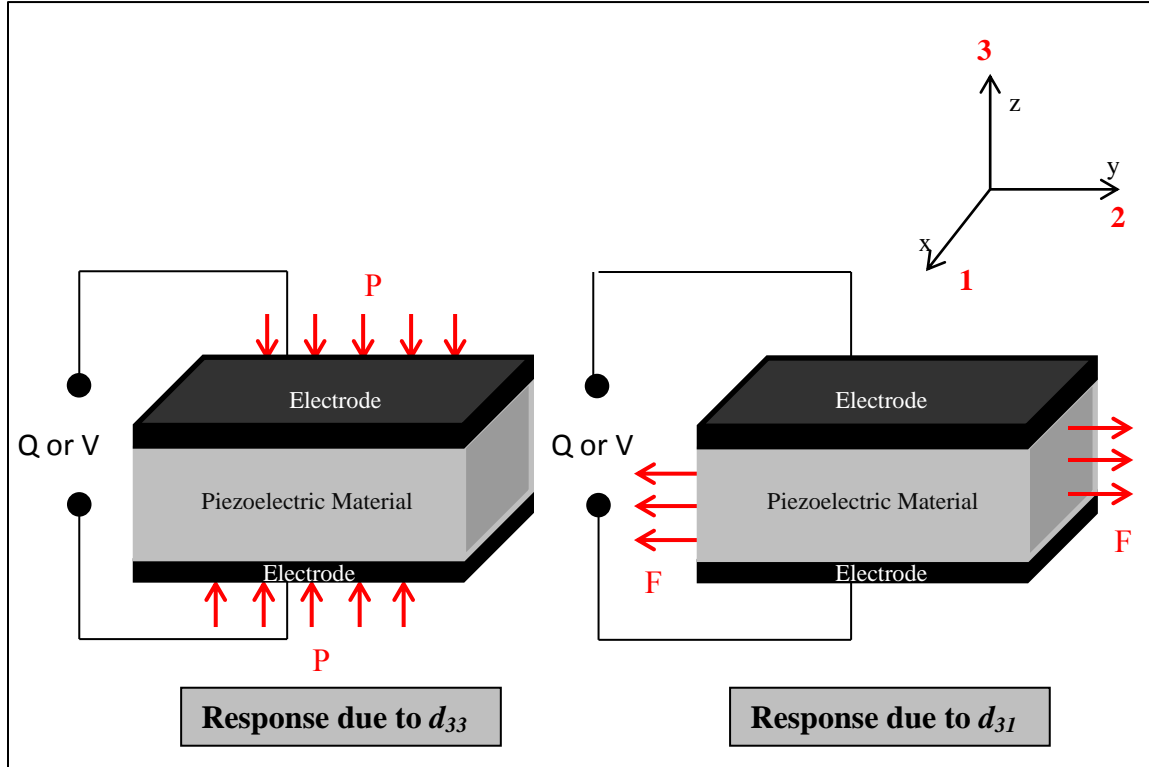 3
z
y
2
x
1
P
Electrode
Q or V
Piezoelectric Material
Electrode
P
Response due to d33
Electrode
Q or V
Piezoelectric Material
F
F
Electrode
Response due to d31